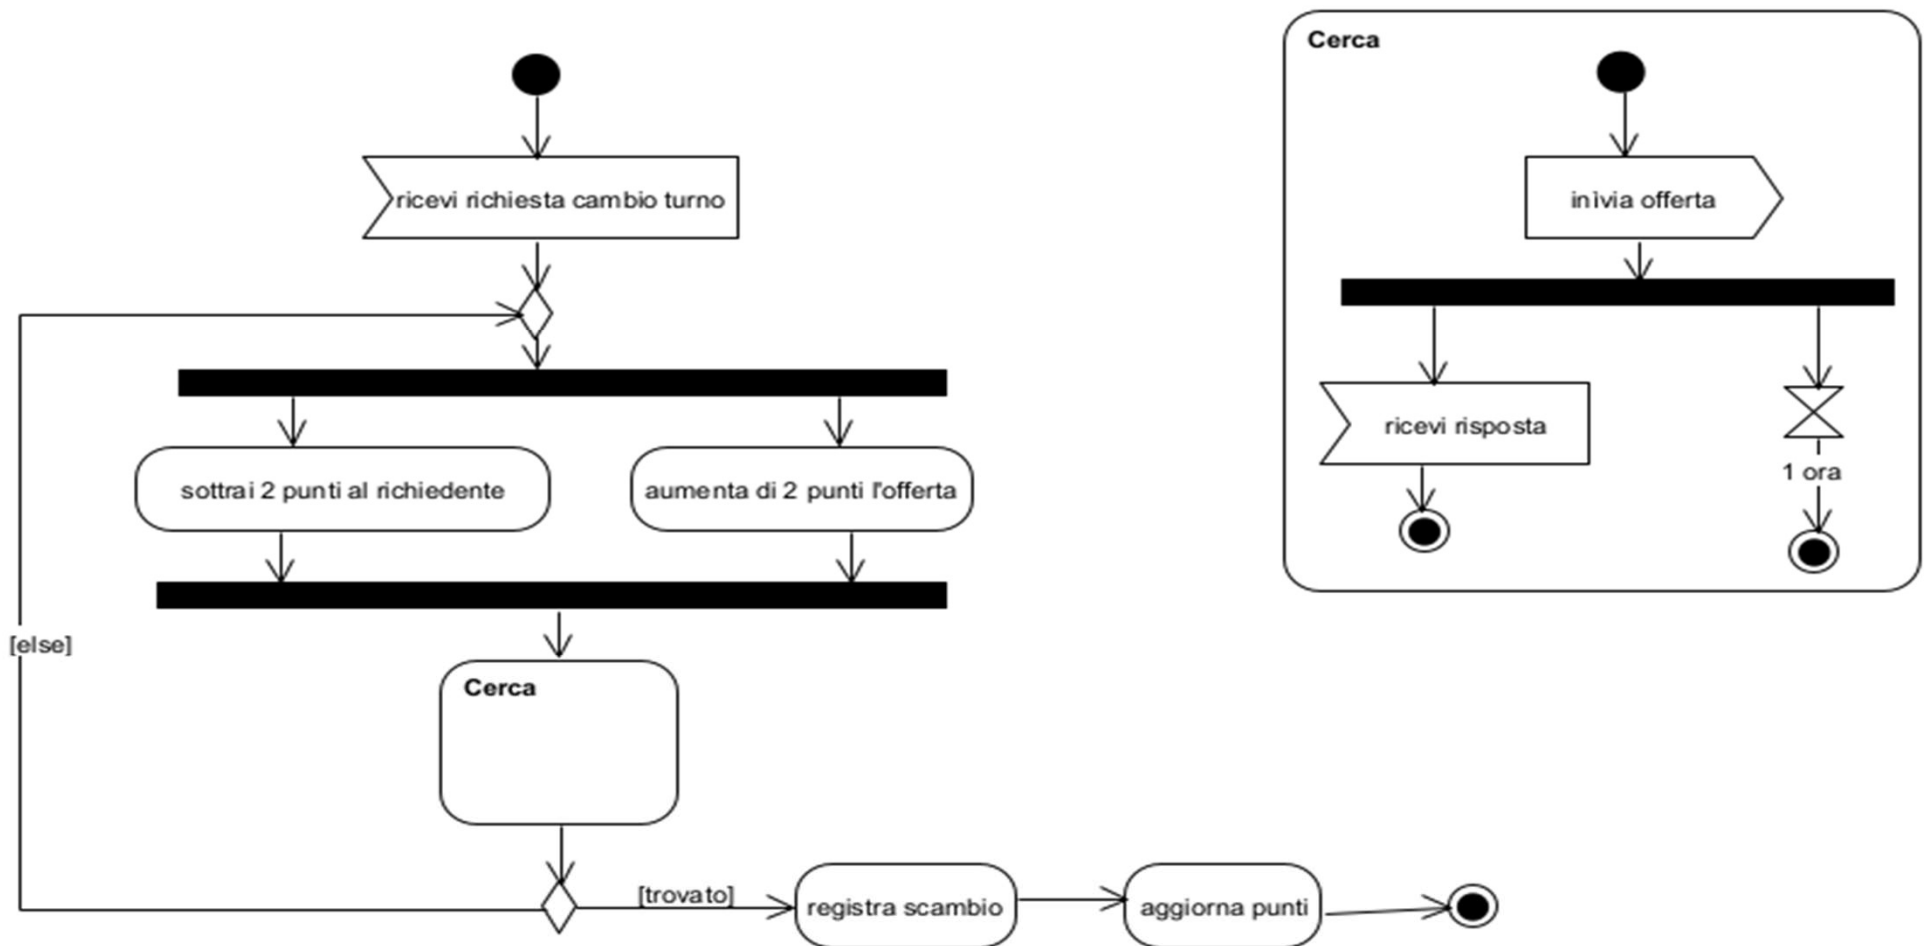 Cerca
ricevi richiesta cambio turno
inìvia offerta
ricevi risposta
1 ora
sottrai 2 punti al richiedente
aumenta di 2 punti l'offerta
[else]
Cerca
[trovato]
registra scambio
aggiorna punti